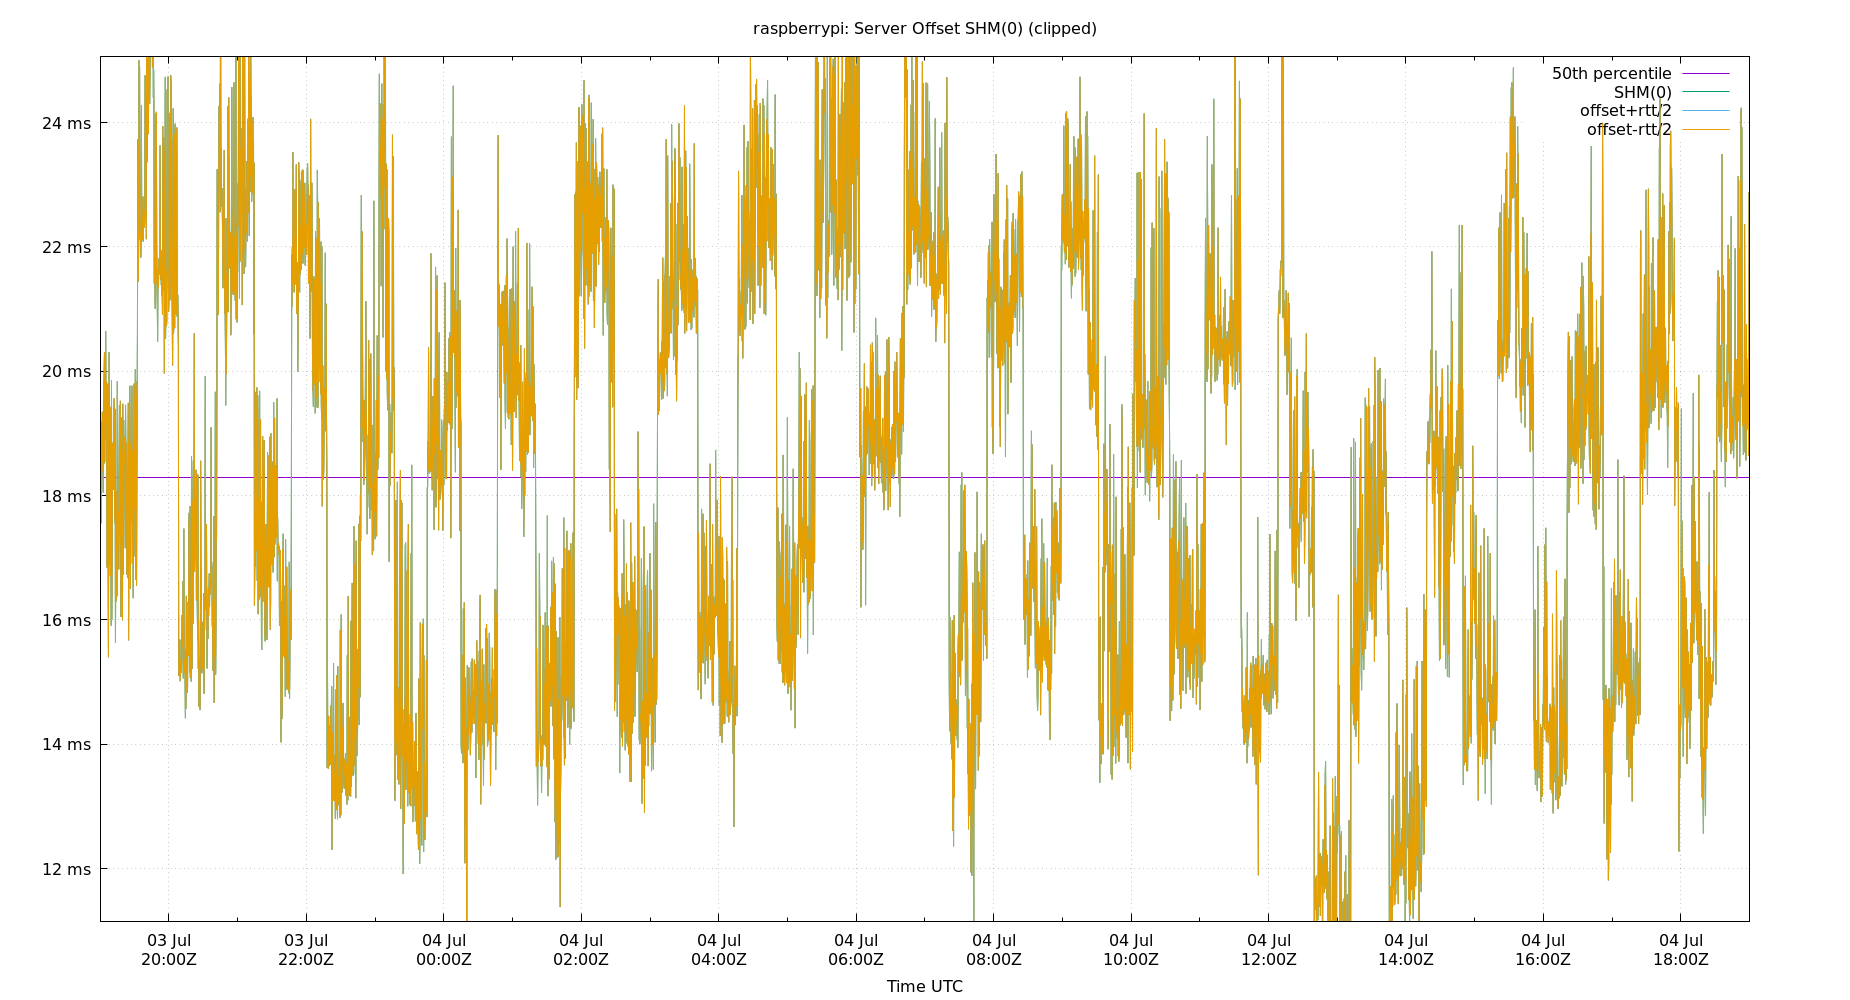 raspberrypi: Server Offset SHM(0) (clipped)
50th percentile
SHM(0)
offset+rtt/2
offset-rtt/2
24 ms
22 ms
20 ms
18 ms
16 ms
14 ms
12 ms
03 Jul 03 Jul 04 Jul 04 Jul 04 Jul 04 Jul 04 Jul 04 Jul 04 Jul 04 Jul 04 Jul 04 Jul
20:00Z 22:00Z 00:00Z 02:00Z 04:00Z 06:00Z 08:00Z 10:00Z 12:00Z 14:00Z 16:00Z 18:00Z
Time UTC